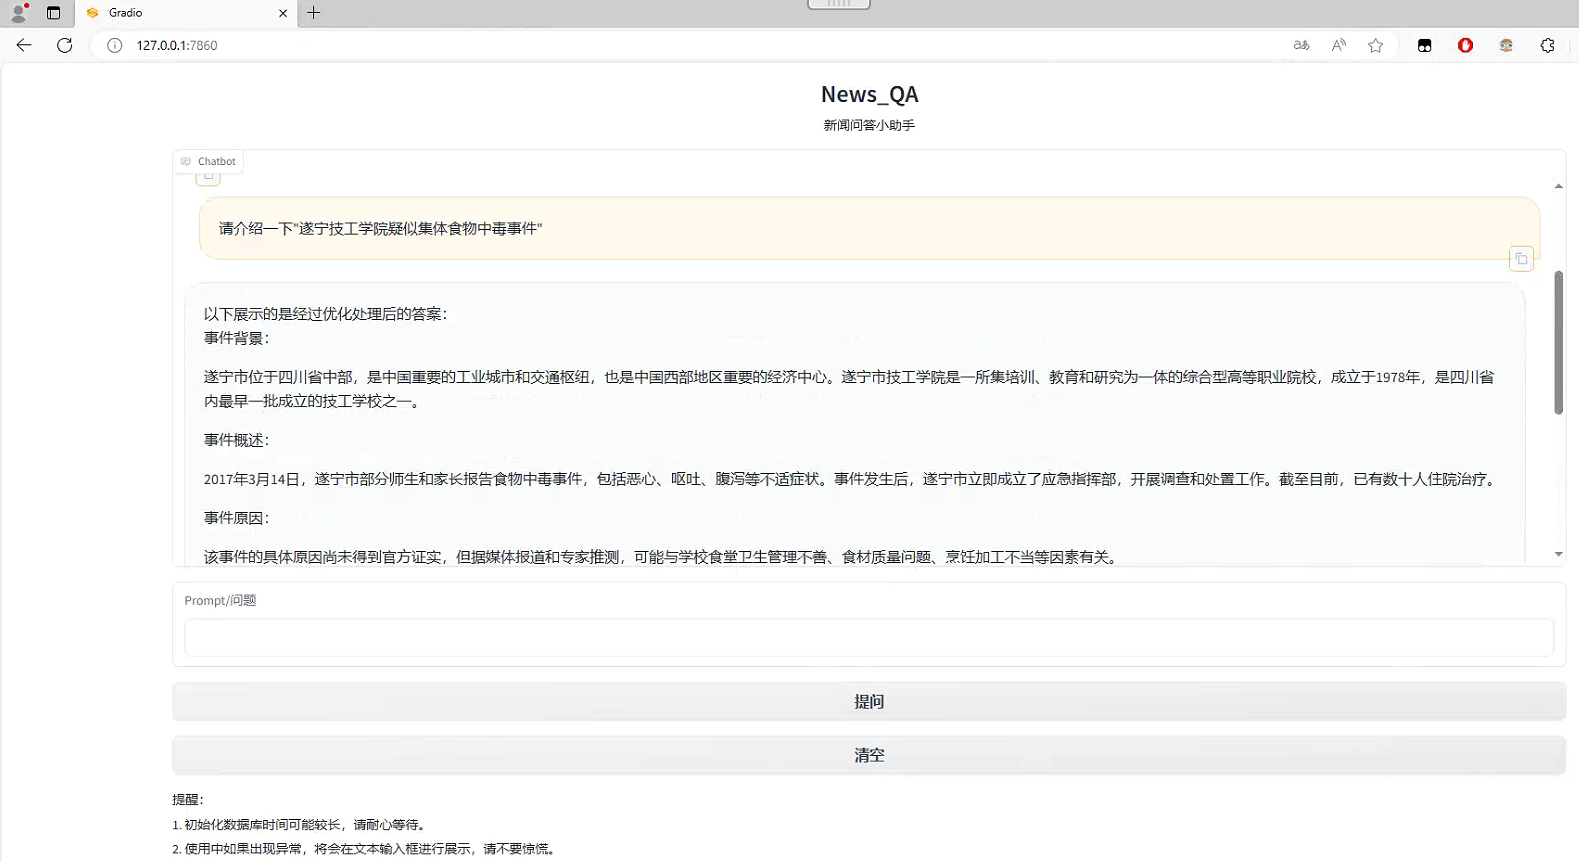 Gradio
127.0.0.1:7860
News_QA
新闻问答小助手
Chatbot
请介绍一下"遂宁技工学院疑似集体食物中毒事件"
以下展示的是经过优化处理后的答案：
事件背景：
遂宁市位于四川省中部，是中国重要的工业城市和交通枢纽，也是中国西部地区重要的经济中心。遂宁市技工学院是一所集培训、教育和研究为一体的综合型高等职业院校，成立于1978年，是四川省
内最早一批成立的技工学校之一。
事件概述：
2017年3月14日，遂宁市部分师生和家长报告食物中毒事件，包括恶心、呕吐、腹泻等不适症状。事件发生后，遂宁市立即成立了应急指挥部，开展调查和处置工作。截至目前，已有数十人住院治疗。
事件原因：
该事件的具体原因尚未得到官方证实，但据媒体报道和专家推测，可能与学校食堂卫生管理不善、食材质量问题、烹饪加工不当等因素有关。
Prompt/问题
提问
清空
提醒：
1. 初始化数据库时间可能较长，请耐心等待。
2. 使用中如果出现异常，将会在文本输入框进行展示，请不要惊慌。